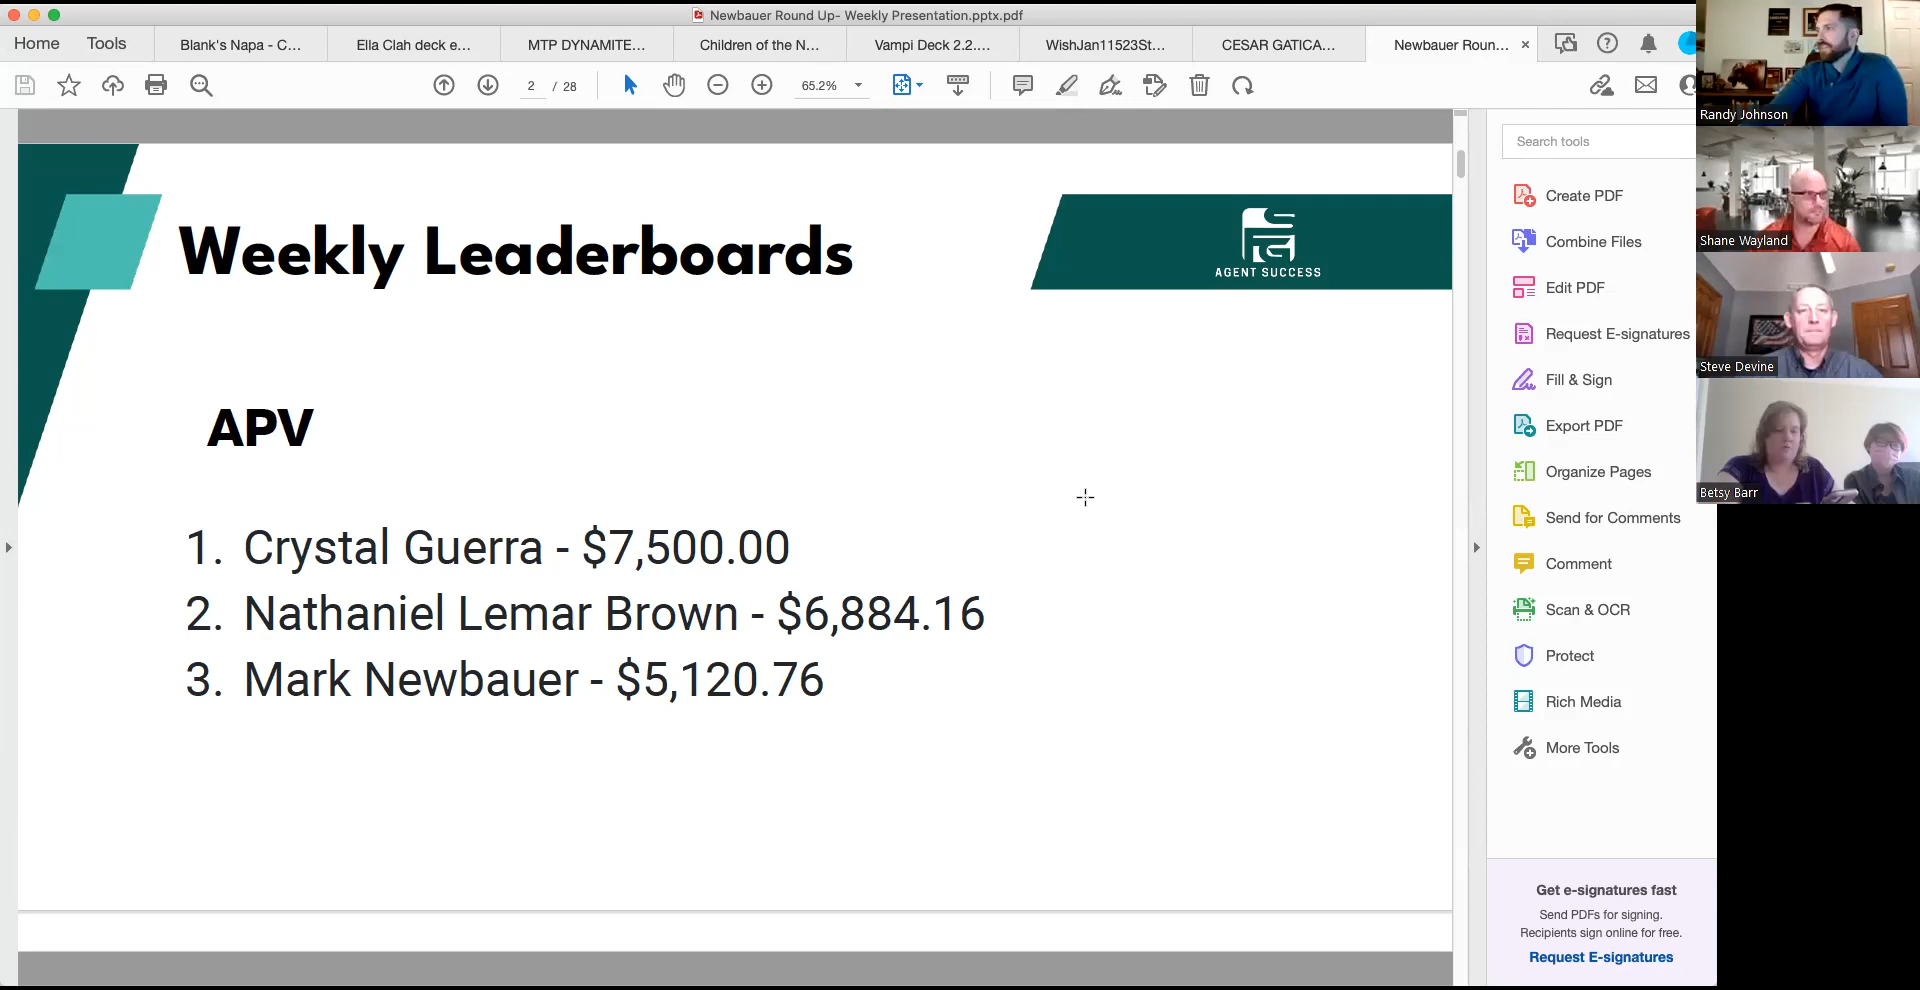 Newbauer Round Up- Weekly Presentation.pptx.pdf
Home
Tools
Blank's Napa - C...
Ella Clah deck e...
MTP DYNAMITE...
Children of the N...
Vampi Deck 2.2....
WishJan11523St...
CESAR GATICA...
Newbauer Roun...
2 / 28
65.2%
Weekly Leaderboards
AGENT SUCCESS
APV
1. Crystal Guerra - $7,500.00
2. Nathaniel Lemar Brown - $6,884.16
3. Mark Newbauer - $5,120.76
Search tools
Create PDF
Combine Files
Edit PDF
Request E-signatures
Fill & Sign
Export PDF
Organize Pages
Send for Comments
Comment
Scan & OCR
Protect
Rich Media
More Tools
Get e-signatures fast
Send PDFs for signing.
Recipients sign online for free.
Request E-signatures
Randy Johnson
Shane Wayland
Steve Devine
Betsy Barr